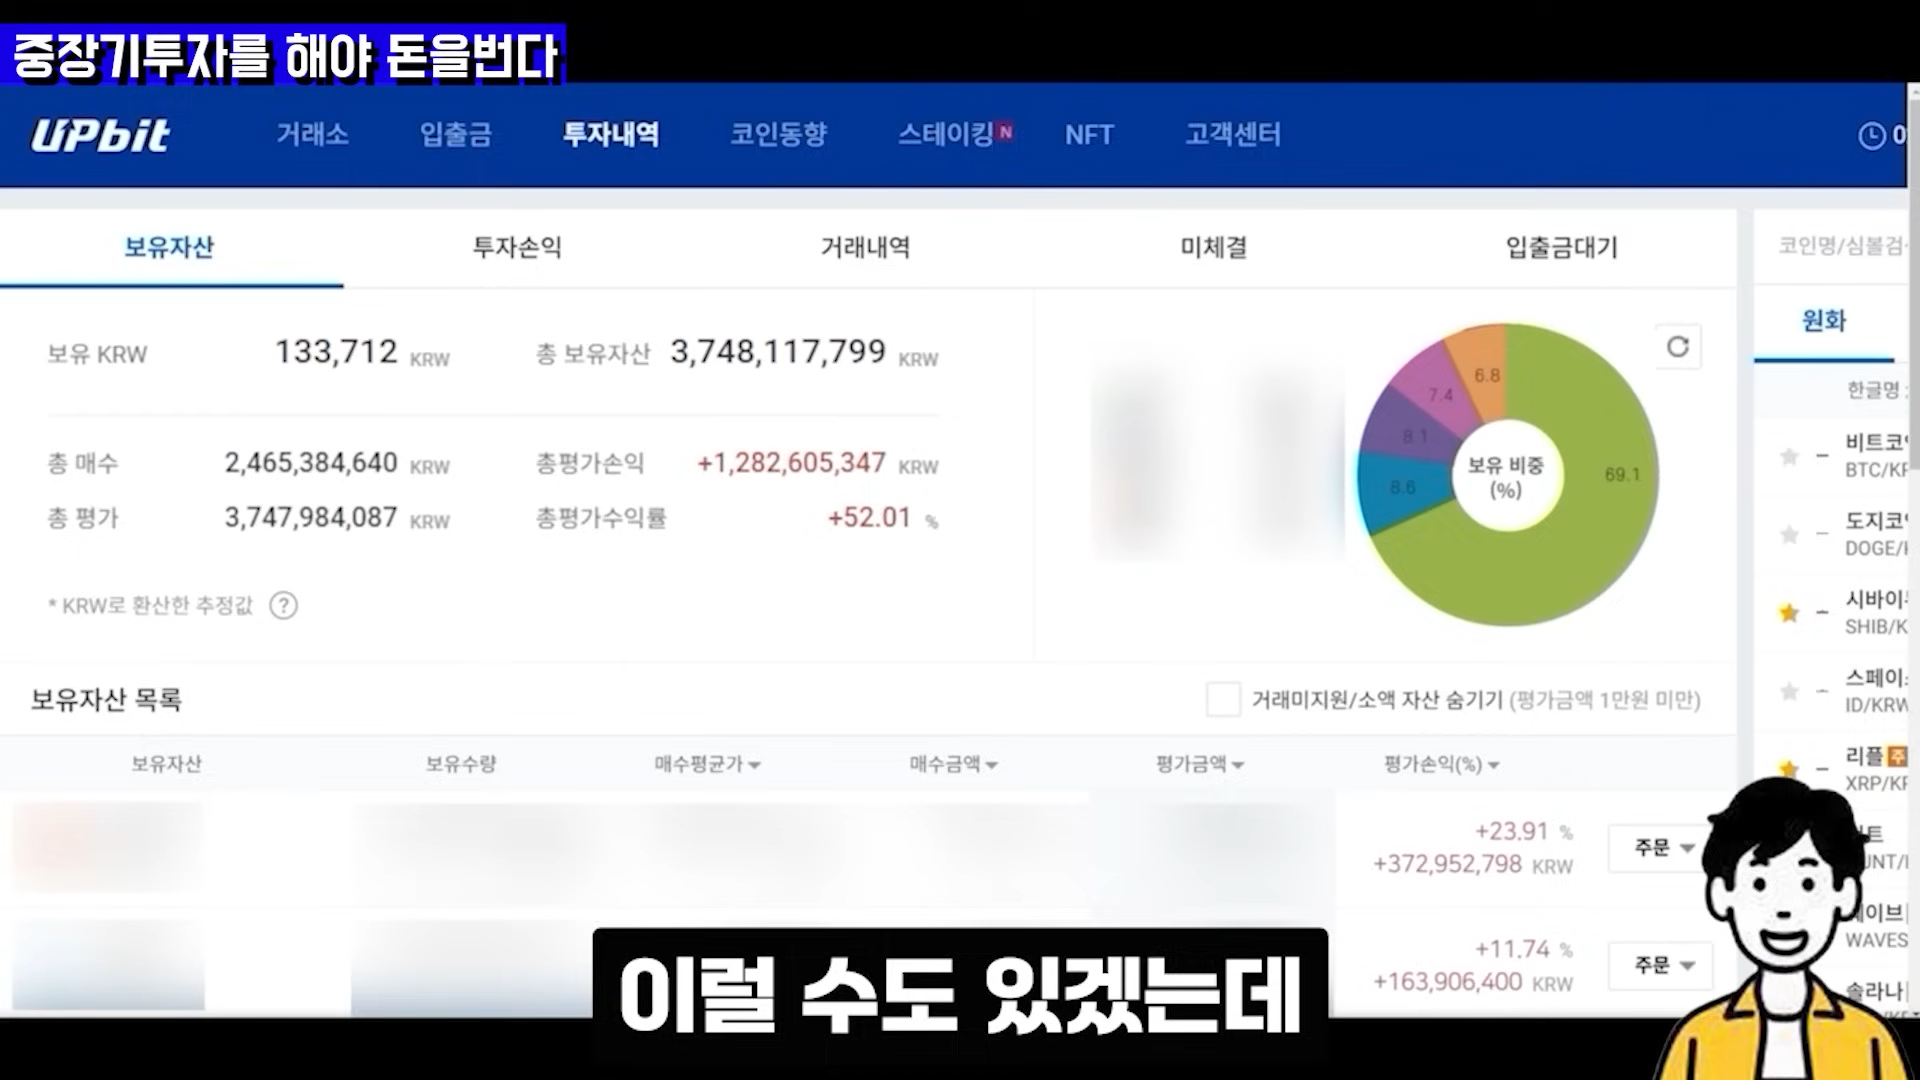 중장기투자를 해야 돈을번다
UPbit 거래소 입출금 투자내역 코인동향 스테이킹 N NFT 고객센터
보유자산 투자손익 거래내역 미체결 입출금대기
보유 KRW 133,712 KRW 총 보유자산 3,748,117,799 KRW
총 매수 2,465,384,640 KRW 총평가손익 +1,282,605,347 KRW
총 평가 3,747,984,087 KRW 총평가수익률 +52.01 %
* KRW로 환산한 추정값 ?
보유 비중
(%)
69.1
8.6
8.1
7.4
6.8
보유자산 목록 거래미지원/소액 자산 숨기기 (평가금액 1만원 미만)
보유자산 보유수량 매수평균가 매수금액 평가금액 평가손익(%)
+23.91 %
+372,952,798 KRW
주문
+11.74 %
+163,906,400 KRW
주문
코인명/심볼검
원화
한글명
비트코
BTC/KR
도지코
DOGE/
시바이
SHIB/K
스페이
ID/KRW
리플 주
XRP/KR
WAVES
솔라나
이럴 수도 있겠는데